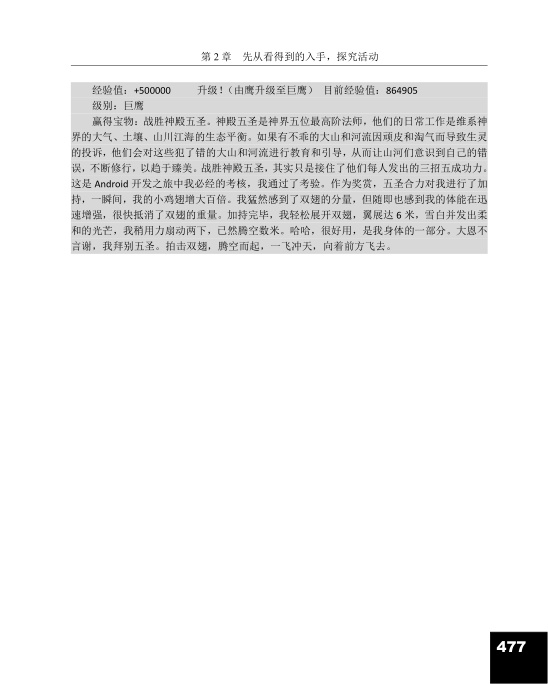 第 2 章 先从看得到的入手，探究活动
经验值：+500000 升级！（由鹰升级至巨鹰） 目前经验值：864905
级别：巨鹰
赢得宝物：战胜神殿五圣。神殿五圣是神界五位最高阶法师，他们的日常工作是维系神
界的大气、土壤、山川江海的生态平衡。如果有不乖的大山和河流因顽皮和淘气而导致生灵
的投诉，他们会对这些犯了错的大山和河流进行教育和引导，从而让山河们意识到自己的错
误，不断修行，以趋于臻美。战胜神殿五圣，其实只是接住了他们每人发出的三招五成功力。
这是 Android 开发之旅中我必经的考核，我通过了考验。作为奖赏，五圣合力对我进行了加
持，一瞬间，我的小鸡翅增大百倍。我猛然感到了双翅的分量，但随即也感到我的体能在迅
速增强，很快抵消了双翅的重量。加持完毕，我轻松展开双翅，翼展达 6 米，雪白并发出柔
和的光芒，我稍用力扇动两下，已然腾空数米。哈哈，很好用，是我身体的一部分。大恩不
言谢，我拜别五圣。拍击双翅，腾空而起，一飞冲天，向着前方飞去。
477